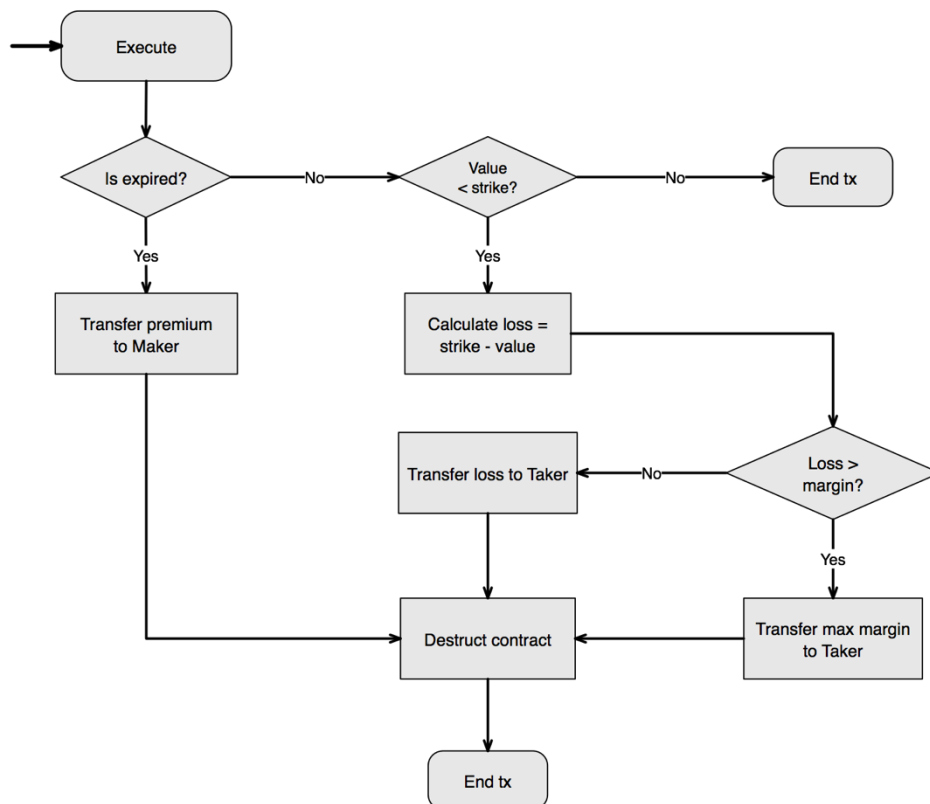 Execute
Is expired?
No
Value
< strike?
No
End tx
Yes
Yes
Transfer premium
to Maker
Calculate loss =
strike - value
Transfer loss to Taker
No
Loss >
margin?
Yes
Destruct contract
Transfer max margin
to Taker
End tx